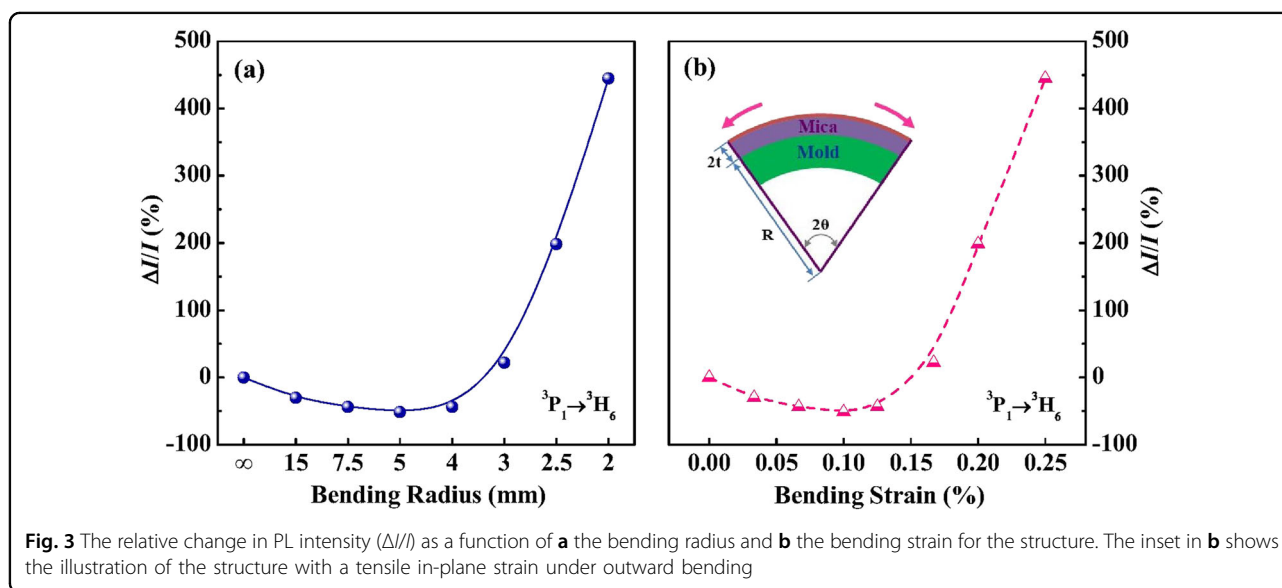 (a)
500
400
300
200
100
0
-100
ΔI/I (%)
∞ 15 7.5 5 4 3 2.5 2
Bending Radius (mm)
³P₁→³H₆
(b)
Mica
Mold
2t
R
2θ
500
400
300
200
100
0
-100
ΔI/I (%)
0.00 0.05 0.10 0.15 0.20 0.25
Bending Strain (%)
³P₁→³H₆
Fig. 3 The relative change in PL intensity (ΔI/I) as a function of a the bending radius and b the bending strain for the structure. The inset in b shows
the illustration of the structure with a tensile in-plane strain under outward bending